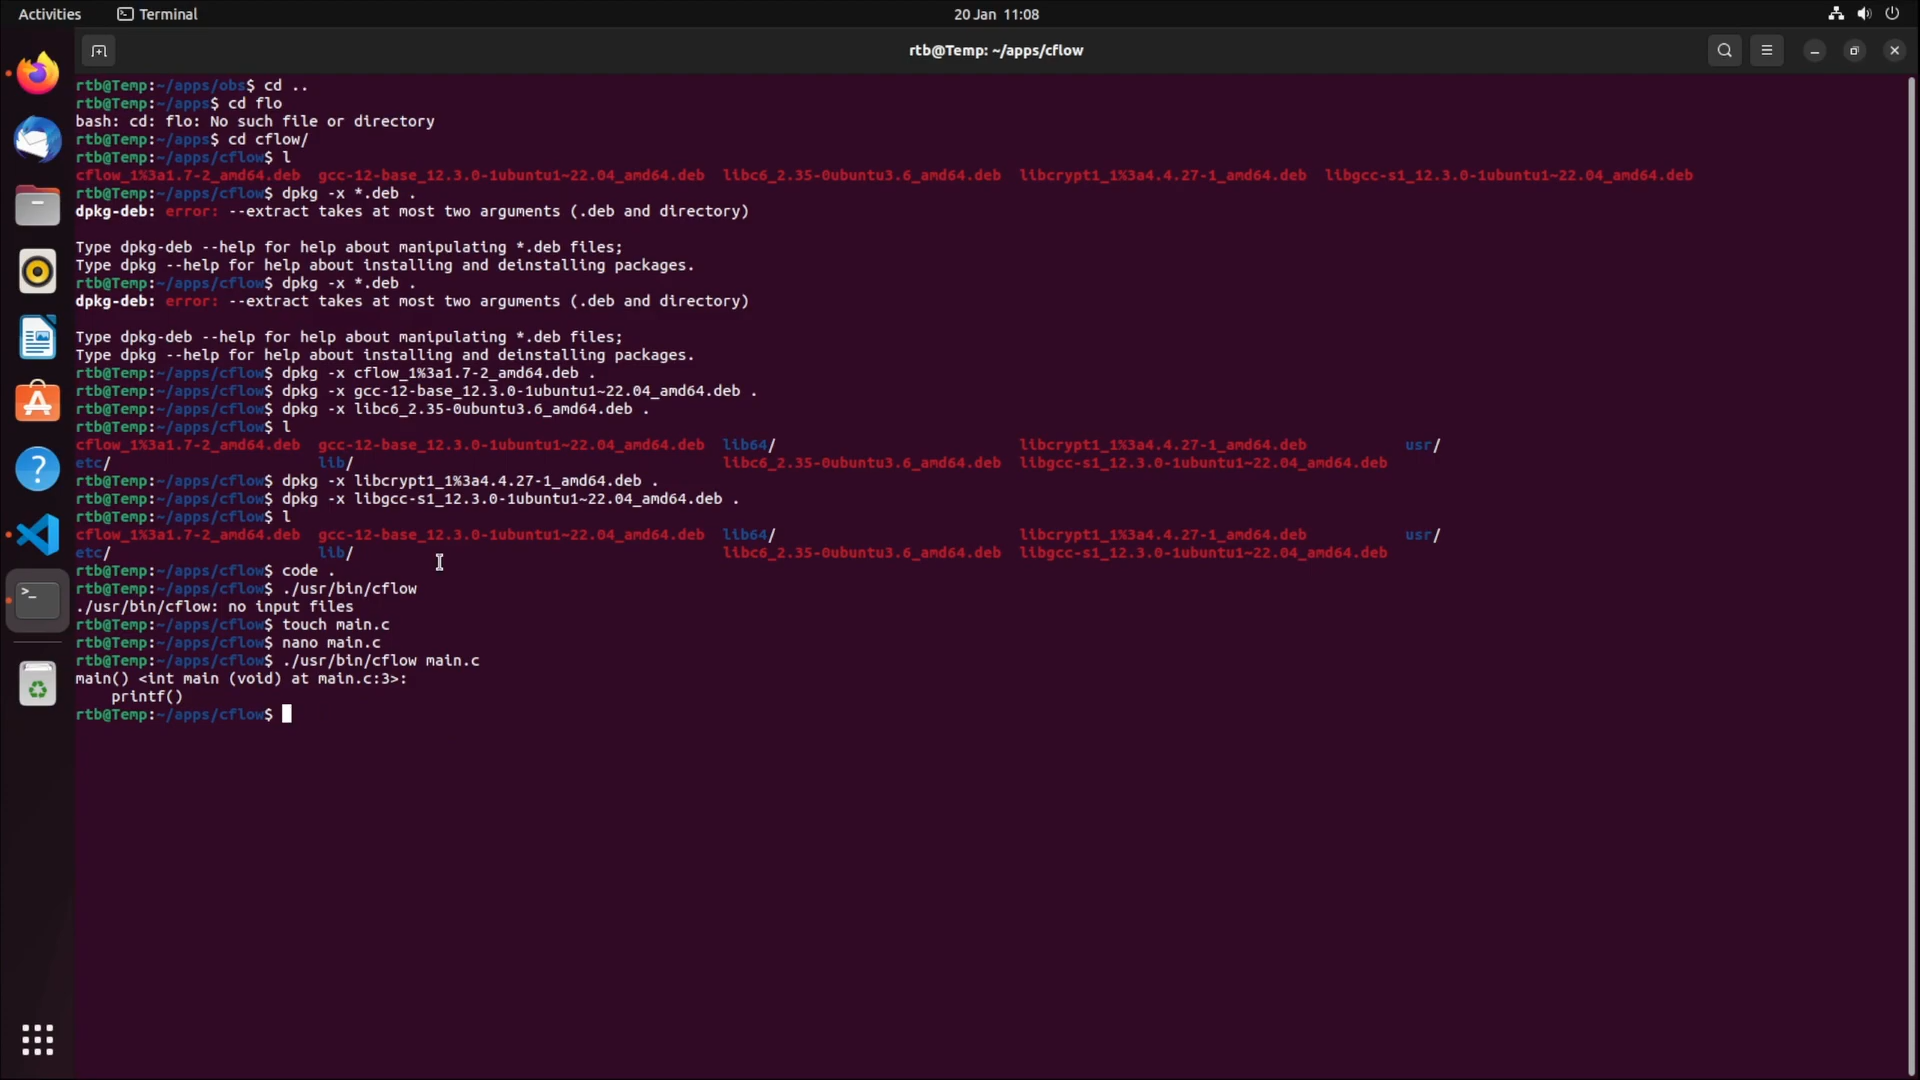 Activities Terminal 20 Jan 11:08
rtb@Temp: ~/apps/cflow
rtb@Temp:~/apps/obs$ cd ..
rtb@Temp:~/apps$ cd flo
bash: cd: flo: No such file or directory
rtb@Temp:~/apps$ cd cflow/
rtb@Temp:~/apps/cflow$ l
cflow_1%3a1.7-2_amd64.deb gcc-12-base_12.3.0-1ubuntu1~22.04_amd64.deb libc6_2.35-0ubuntu3.6_amd64.deb libcrypt1_1%3a4.4.27-1_amd64.deb libgcc-s1_12.3.0-1ubuntu1~22.04_amd64.deb
rtb@Temp:~/apps/cflow$ dpkg -x *.deb .
dpkg-deb: error: --extract takes at most two arguments (.deb and directory)
Type dpkg-deb --help for help about manipulating *.deb files;
Type dpkg --help for help about installing and deinstalling packages.
rtb@Temp:~/apps/cflow$ dpkg -x *.deb .
dpkg-deb: error: --extract takes at most two arguments (.deb and directory)
Type dpkg-deb --help for help about manipulating *.deb files;
Type dpkg --help for help about installing and deinstalling packages.
rtb@Temp:~/apps/cflow$ dpkg -x cflow_1%3a1.7-2_amd64.deb .
rtb@Temp:~/apps/cflow$ dpkg -x gcc-12-base_12.3.0-1ubuntu1~22.04_amd64.deb .
rtb@Temp:~/apps/cflow$ dpkg -x libc6_2.35-0ubuntu3.6_amd64.deb .
rtb@Temp:~/apps/cflow$ l
cflow_1%3a1.7-2_amd64.deb gcc-12-base_12.3.0-1ubuntu1~22.04_amd64.deb lib64/ libcrypt1_1%3a4.4.27-1_amd64.deb usr/
etc/ lib/ libc6_2.35-0ubuntu3.6_amd64.deb libgcc-s1_12.3.0-1ubuntu1~22.04_amd64.deb
rtb@Temp:~/apps/cflow$ dpkg -x libcrypt1_1%3a4.4.27-1_amd64.deb .
rtb@Temp:~/apps/cflow$ dpkg -x libgcc-s1_12.3.0-1ubuntu1~22.04_amd64.deb .
rtb@Temp:~/apps/cflow$ l
cflow_1%3a1.7-2_amd64.deb gcc-12-base_12.3.0-1ubuntu1~22.04_amd64.deb lib64/ libcrypt1_1%3a4.4.27-1_amd64.deb usr/
etc/ lib/ libc6_2.35-0ubuntu3.6_amd64.deb libgcc-s1_12.3.0-1ubuntu1~22.04_amd64.deb
rtb@Temp:~/apps/cflow$ code .
rtb@Temp:~/apps/cflow$ ./usr/bin/cflow
./usr/bin/cflow: no input files
rtb@Temp:~/apps/cflow$ touch main.c
rtb@Temp:~/apps/cflow$ nano main.c
rtb@Temp:~/apps/cflow$ ./usr/bin/cflow main.c
main() <int main (void) at main.c:3>:
    printf()
rtb@Temp:~/apps/cflow$